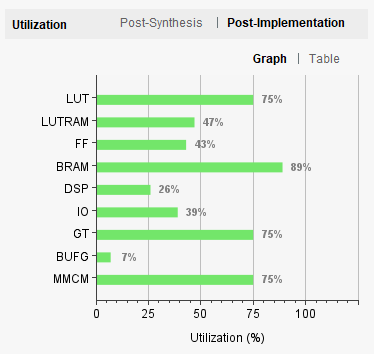 Utilization Post-Synthesis | Post-Implementation
Graph | Table
LUT 75%
LUTRAM 47%
FF 43%
BRAM 89%
DSP 26%
IO 39%
GT 75%
BUFG 7%
MMCM 75%
0 25 50 75 100
Utilization (%)